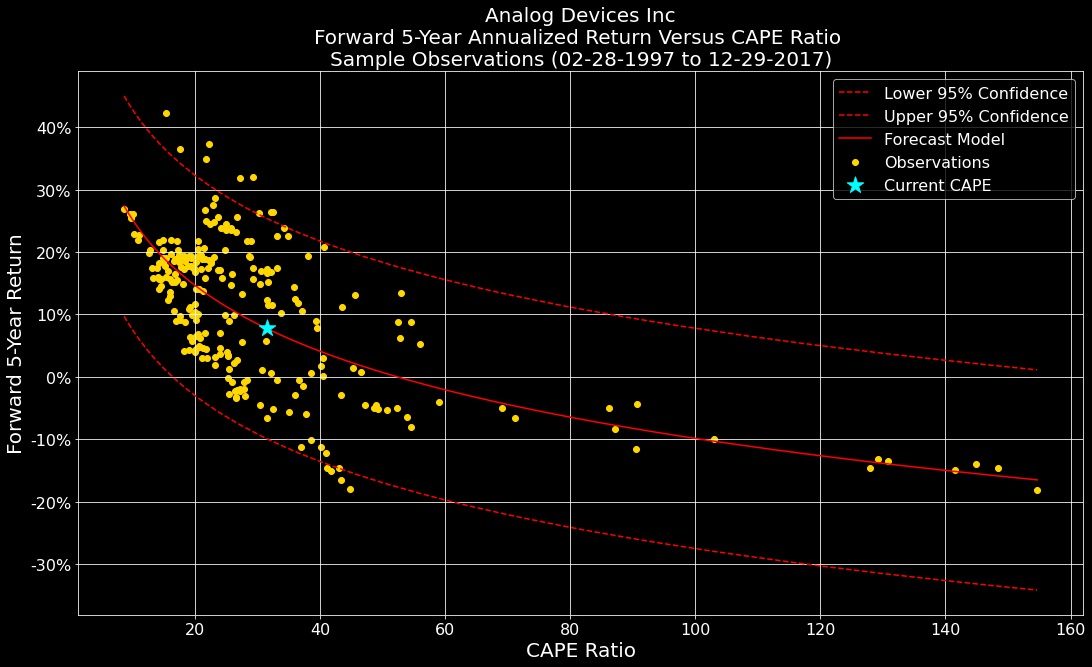 Analog Devices Inc
Forward 5-Year Annualized Return Versus CAPE Ratio
Sample Observations (02-28-1997 to 12-29-2017)
Lower 95% Confidence
Upper 95% Confidence
Forecast Model
Observations
Current CAPE
Forward 5-Year Return
40%
30%
20%
10%
0%
-10%
-20%
-30%
20 40 60 80 100 120 140 160
CAPE Ratio